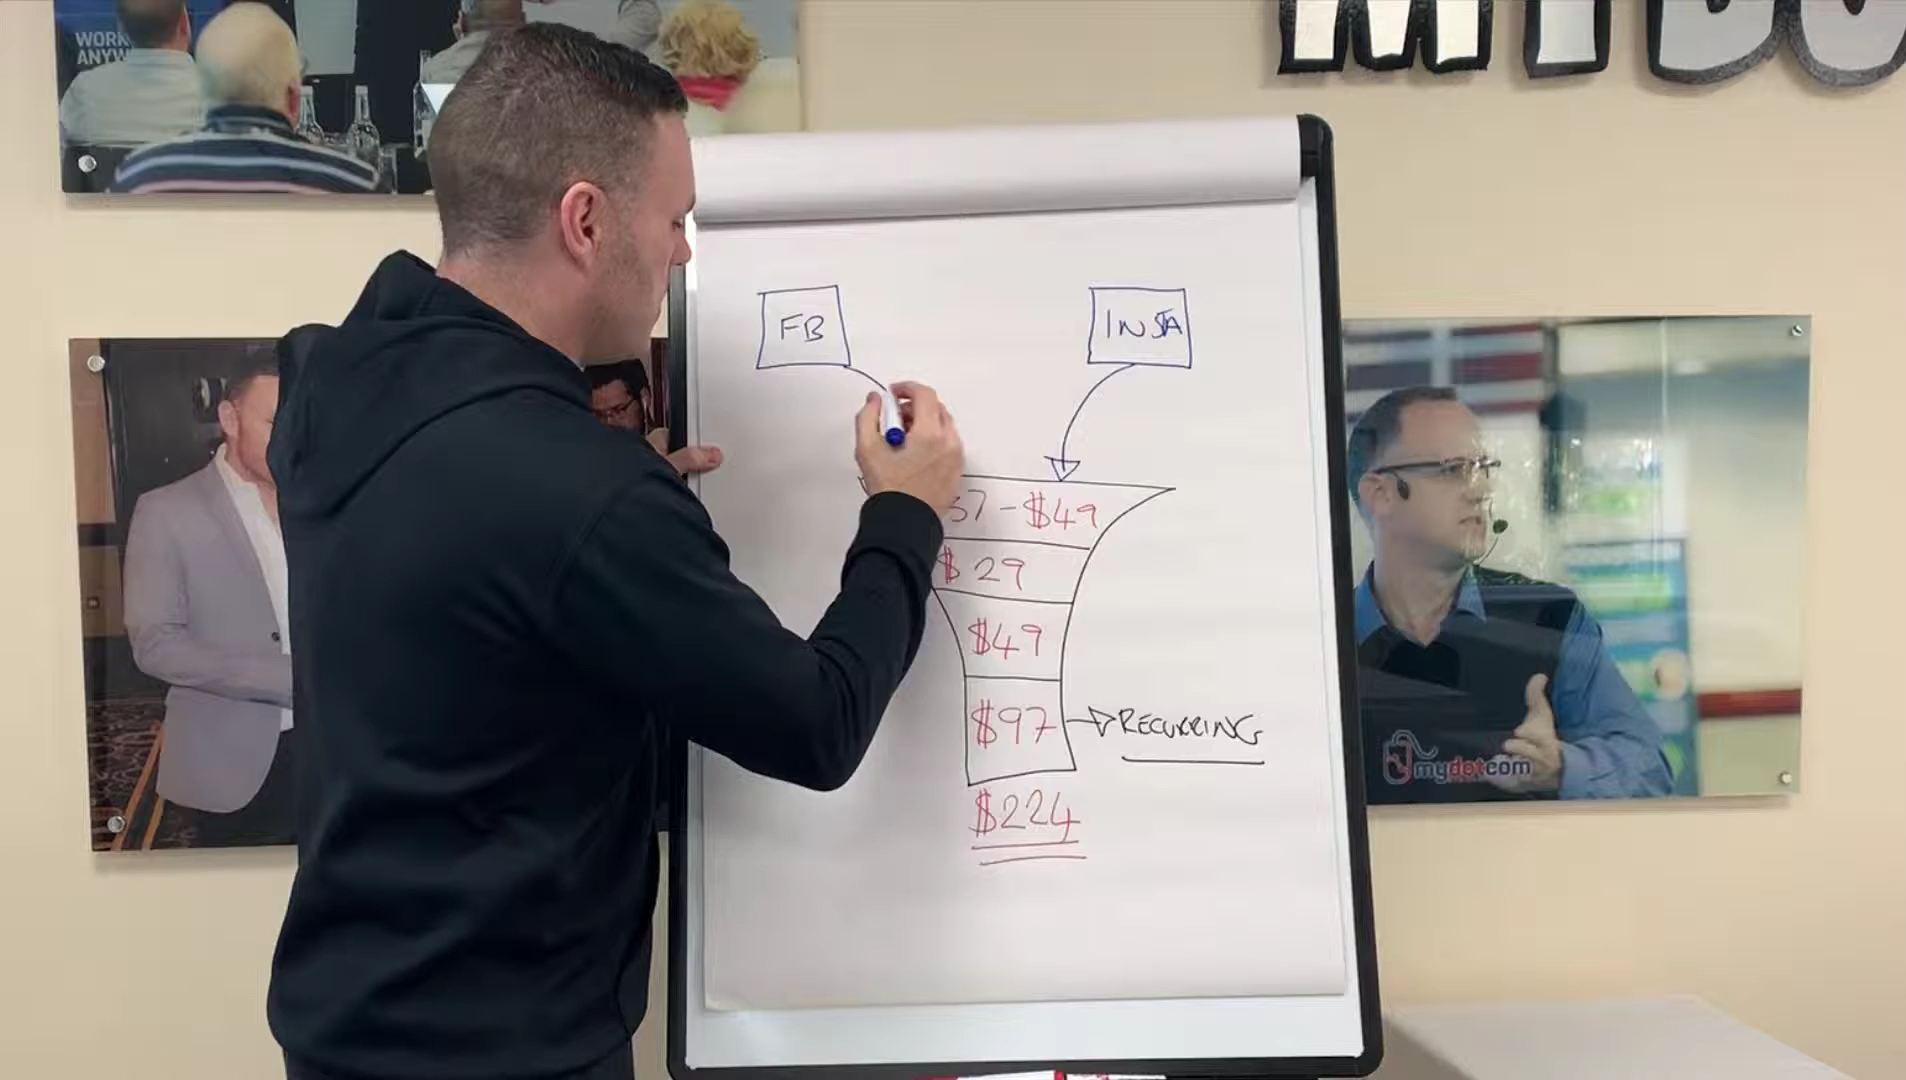 WORK
ANYW
FB
INSTA
37 - $49
$29
$49
$97
RECURRING
$224
mydotcom